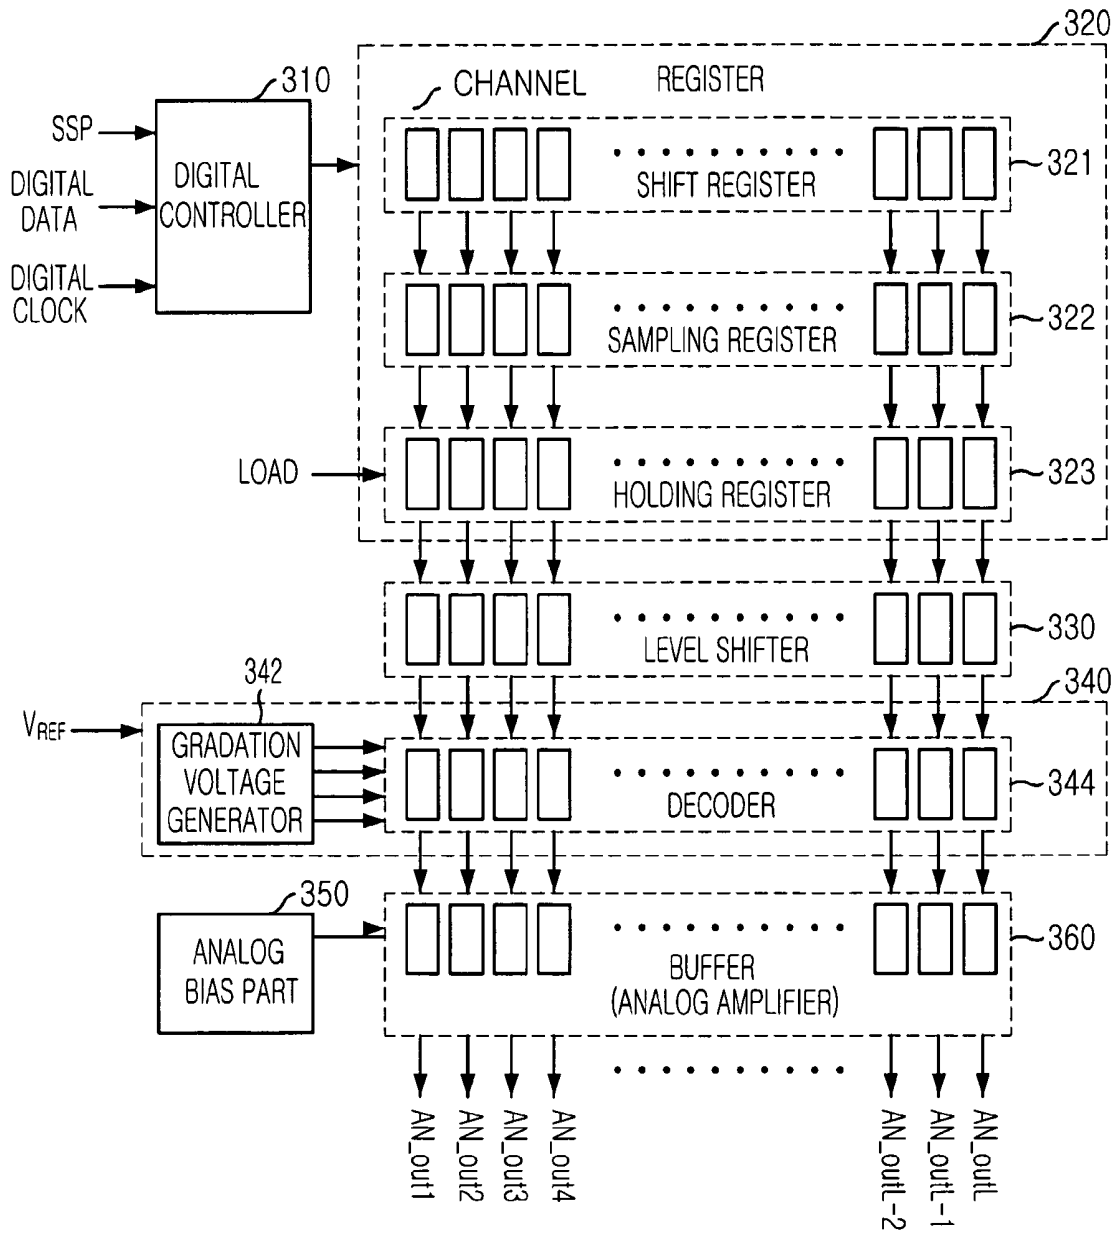 320
310
CHANNEL
REGISTER
SSP
DIGITAL
DATA
DIGITAL
CLOCK
DIGITAL
CONTROLLER
SHIFT REGISTER
321
SAMPLING REGISTER
322
LOAD
HOLDING REGISTER
323
LEVEL SHIFTER
330
342
340
VREF
GRADATION
VOLTAGE
GENERATOR
DECODER
344
350
ANALOG
BIAS PART
BUFFER
(ANALOG AMPLIFIER)
360
AN_out1
AN_out2
AN_out3
AN_out4
AN_outL-2
AN_outL-1
AN_outL